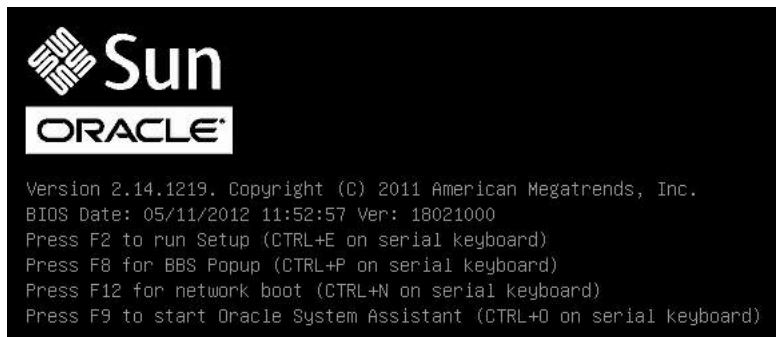 Sun
ORACLE
Version 2.14.1219. Copyright (C) 2011 American Megatrends, Inc.
BIOS Date: 05/11/2012 11:52:57 Ver: 18021000
Press F2 to run Setup (CTRL+E on serial keyboard)
Press F8 for BBS Popup (CTRL+P on serial keyboard)
Press F12 for network boot (CTRL+N on serial keyboard)
Press F9 to start Oracle System Assistant (CTRL+O on serial keyboard)